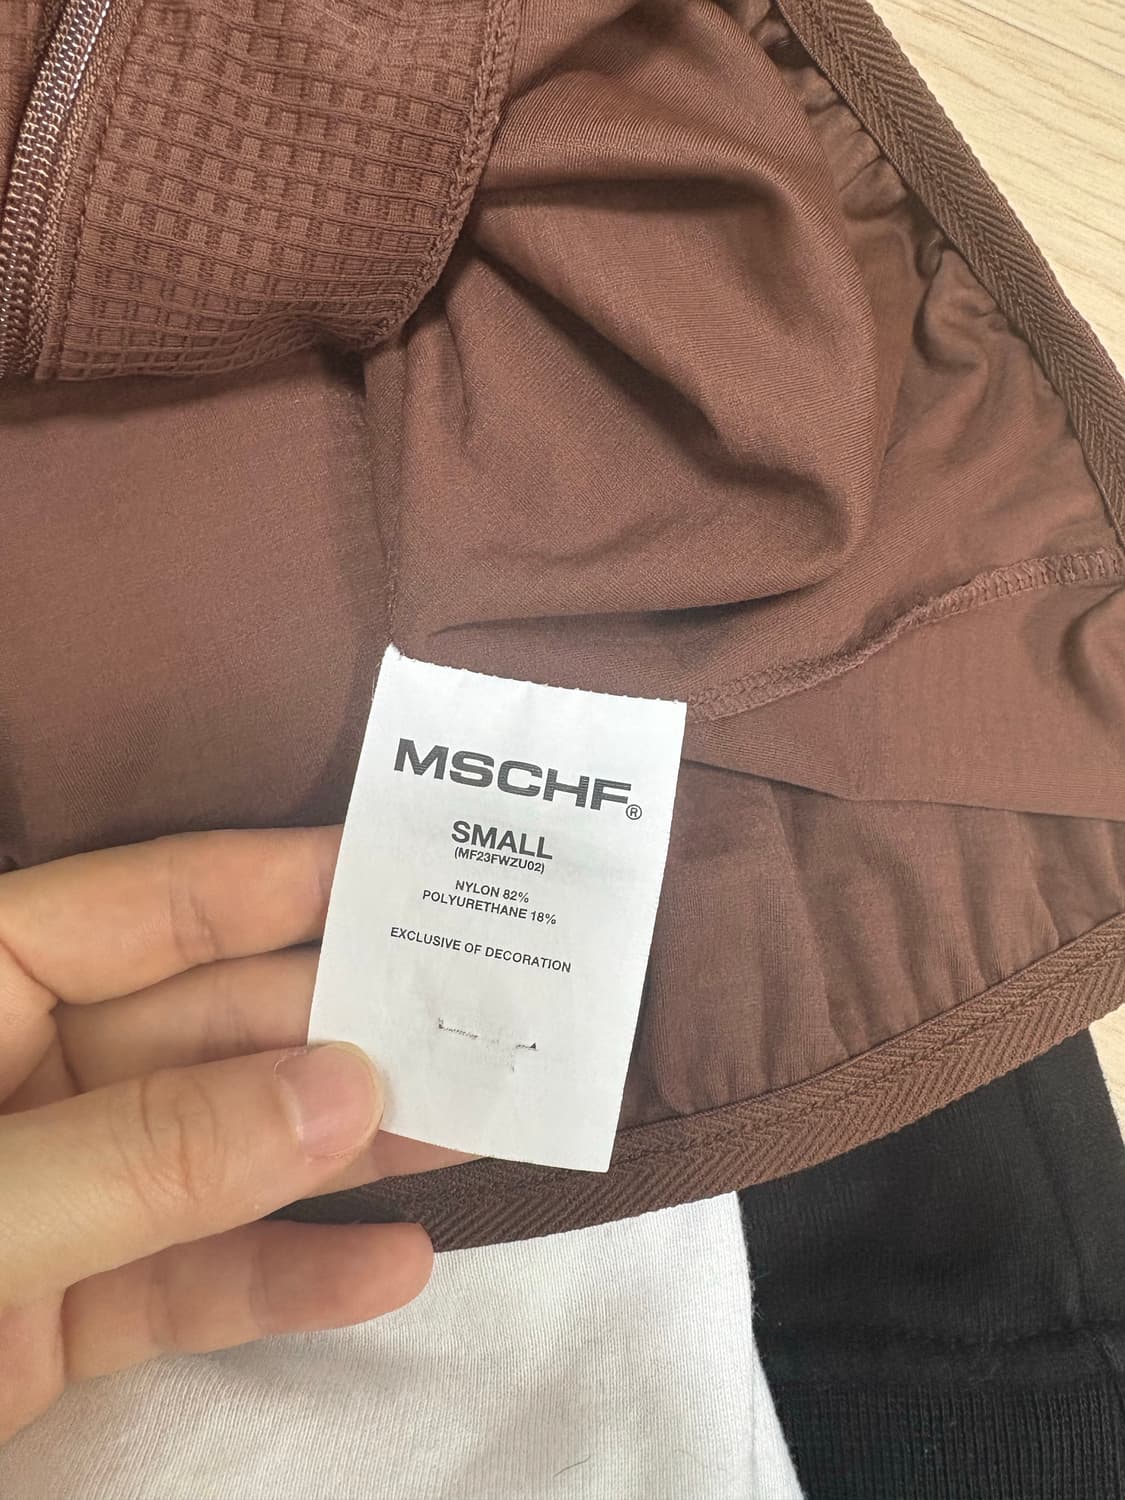 MSCHF®
SMALL
(MF23FWZU02)
NYLON 82%
POLYURETHANE 18%
EXCLUSIVE OF DECORATION